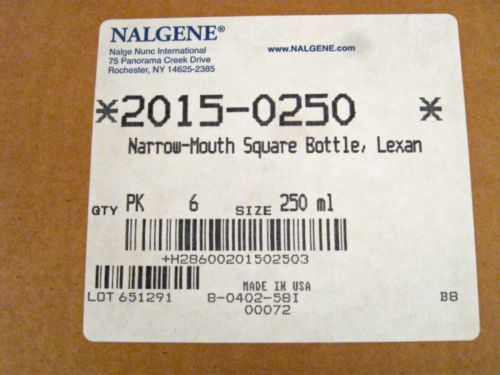 NALGENE®
Nalge Nunc International
75 Panorama Creek Drive
Rochester, NY 14625-2385
www.NALGENE.com
*2015-0250 *
Narrow-Mouth Square Bottle, Lexan
QTY PK 6 SIZE 250 ml
+H28600201502503
MADE IN USA
LOT 651291 8-0402-58I B8
00072